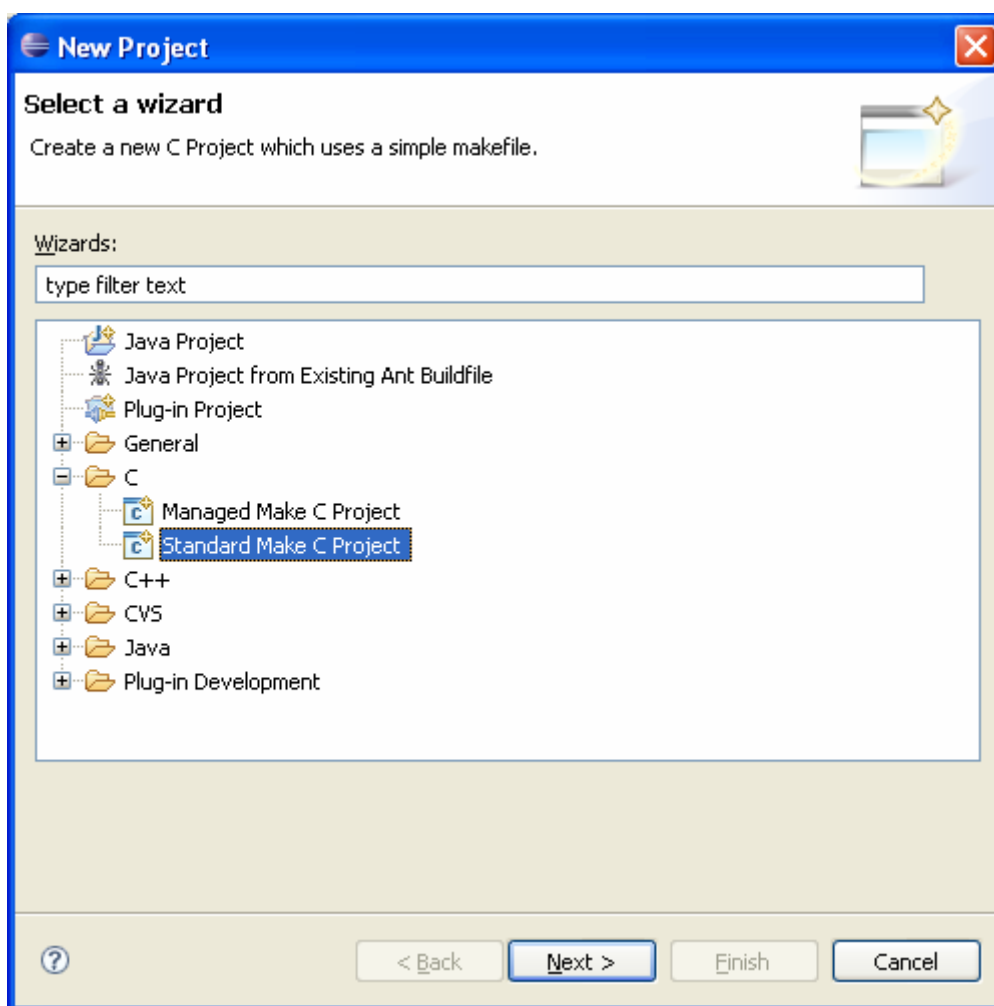 New Project
Select a wizard
Create a new C Project which uses a simple makefile.
Wizards:
type filter text
Java Project
Java Project from Existing Ant Buildfile
Plug-in Project
General
C
Managed Make C Project
Standard Make C Project
C++
CVS
Java
Plug-in Development
< Back Next > Finish Cancel